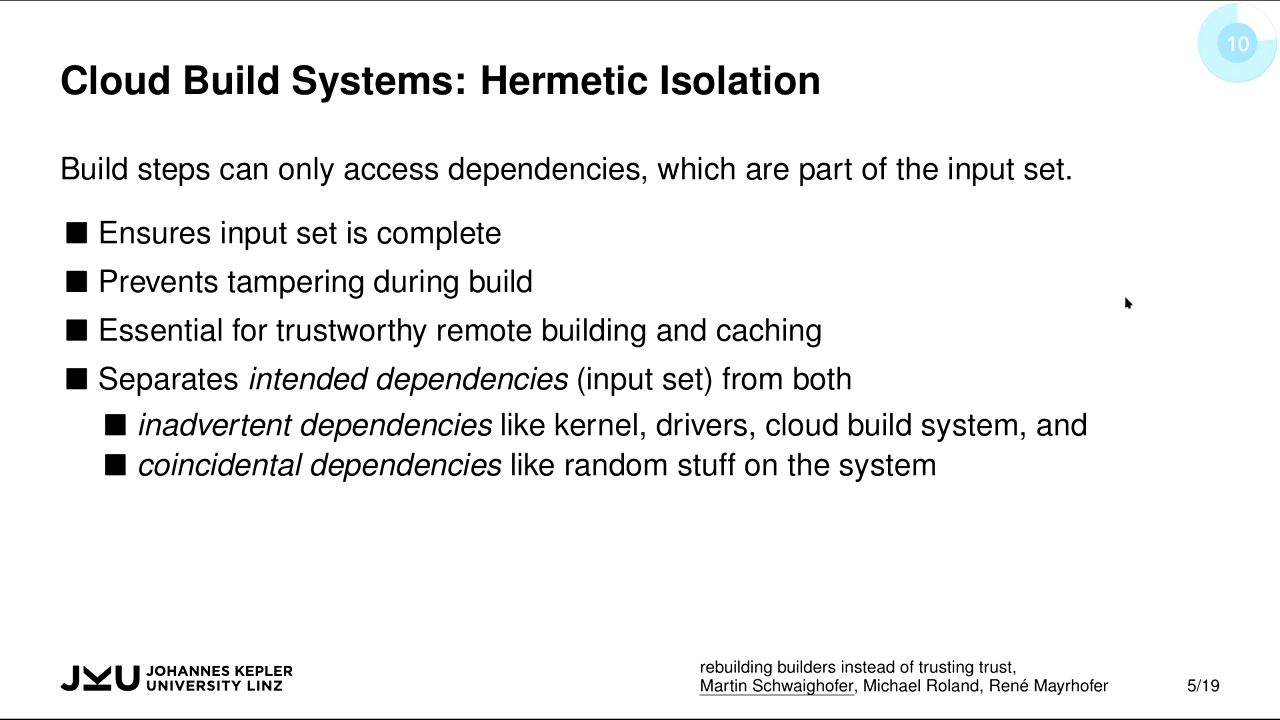 10
Cloud Build Systems: Hermetic Isolation
Build steps can only access dependencies, which are part of the input set.
Ensures input set is complete
Prevents tampering during build
Essential for trustworthy remote building and caching
Separates intended dependencies (input set) from both
inadvertent dependencies like kernel, drivers, cloud build system, and
coincidental dependencies like random stuff on the system
JKU JOHANNES KEPLER
UNIVERSITY LINZ
rebuilding builders instead of trusting trust,
Martin Schwaighofer, Michael Roland, René Mayrhofer
5/19